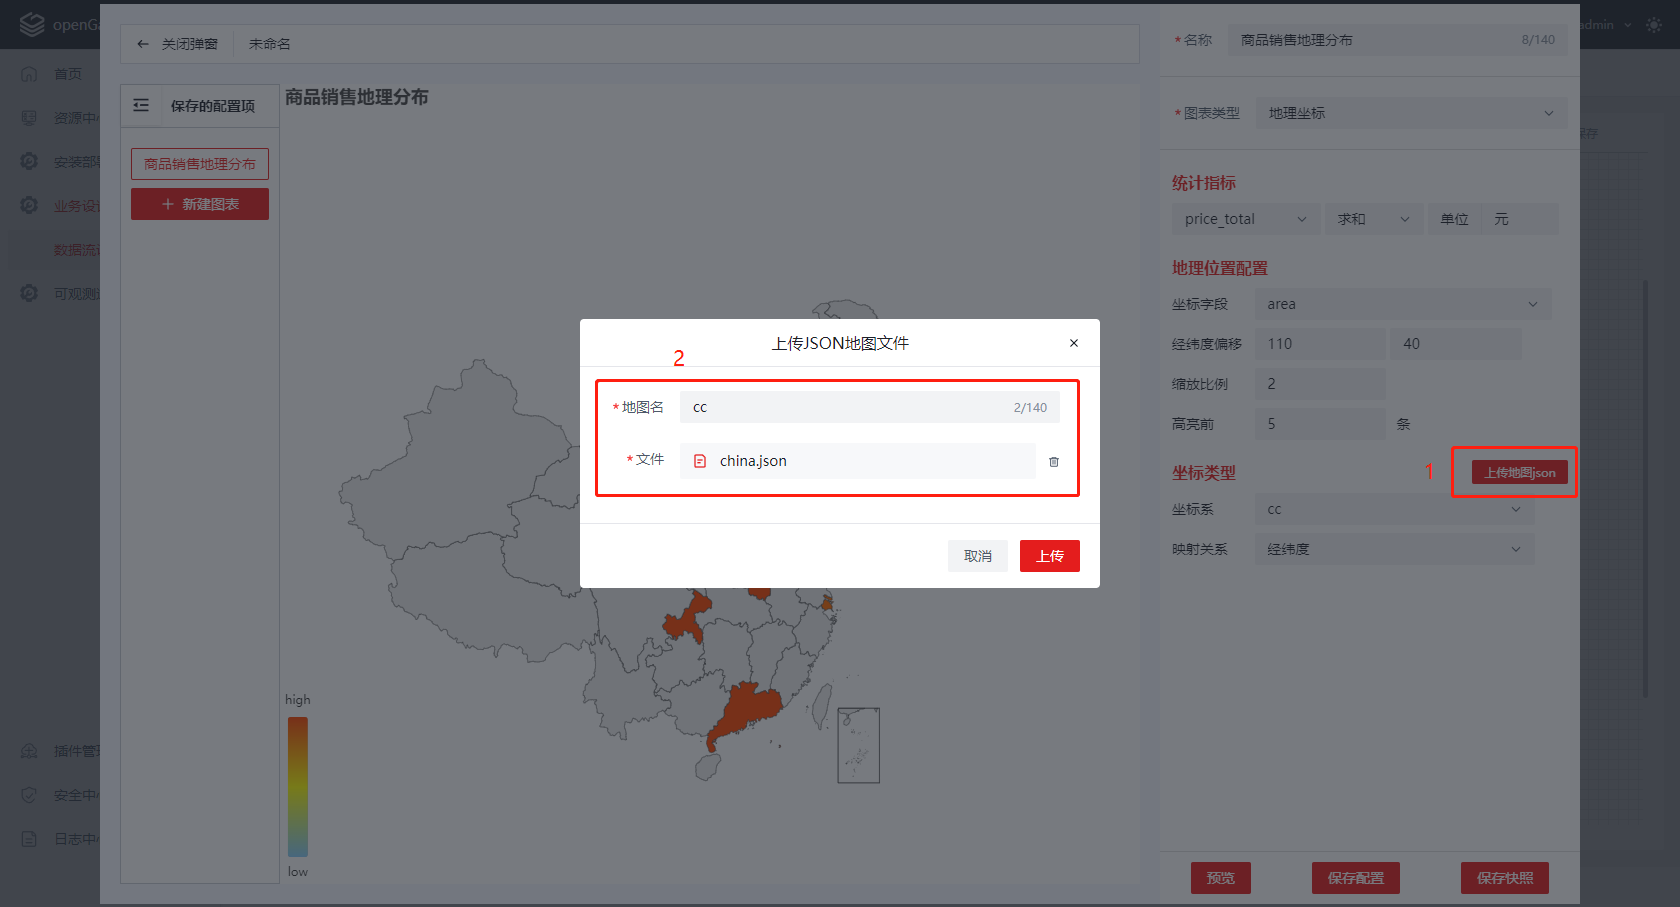 openGa
admin
首页
资源中心
安装部
业务设
数据流
可观测
插件管
安全中
日志中
保存
关闭弹窗
未命名
保存的配置项
商品销售地理分布
新建图表
商品销售地理分布
high
low
*名称
商品销售地理分布
8/140
*图表类型
地理坐标
统计指标
price_total
求和
单位
元
地理位置配置
坐标字段
area
经纬度偏移
110
40
缩放比例
2
高亮前
5
条
坐标类型
1
上传地图json
坐标系
cc
映射关系
经纬度
预览
保存配置
保存快照
上传JSON地图文件
×
2
*地图名
cc
2/140
*文件
china.json
取消
上传